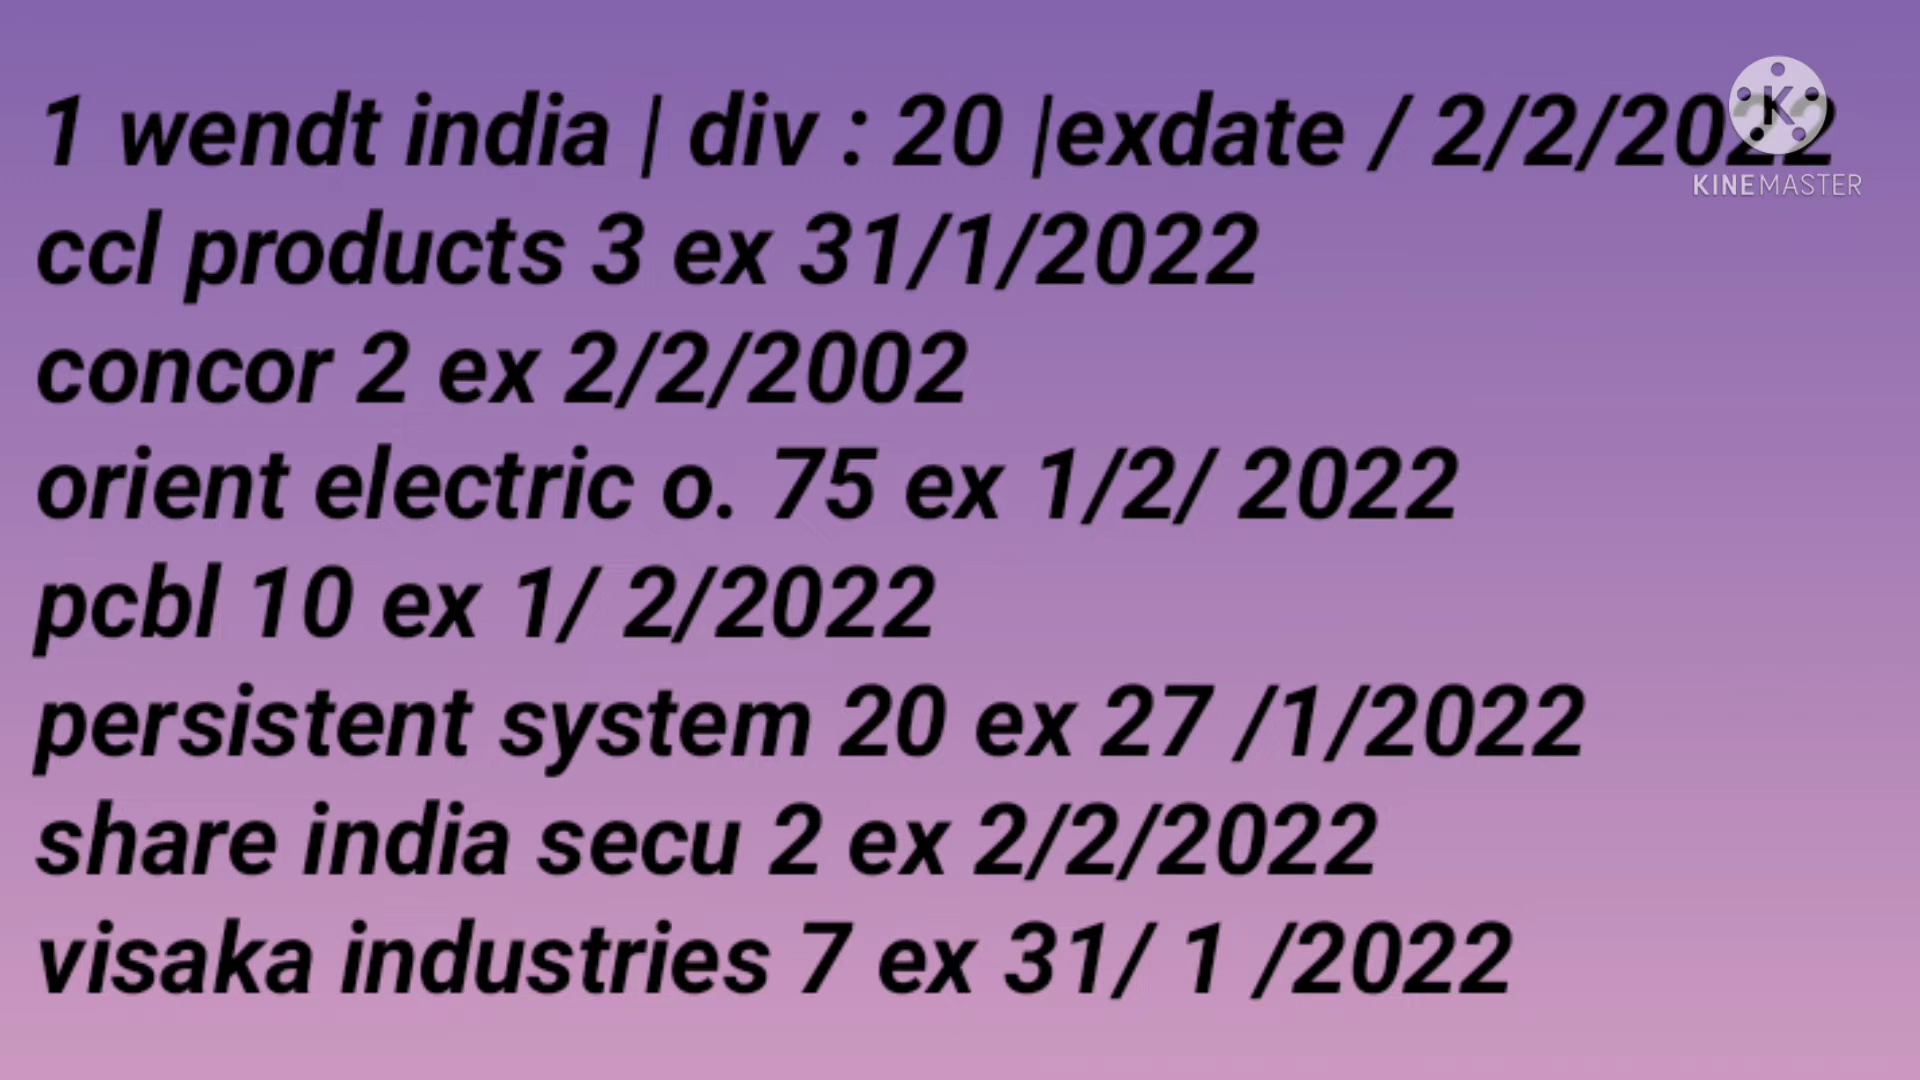 1 wendt india | div : 20 |exdate / 2/2/2022
KINEMASTER
ccl products 3 ex 31/1/2022
concor 2 ex 2/2/2002
orient electric o. 75 ex 1/2/ 2022
pcbl 10 ex 1/ 2/2022
persistent system 20 ex 27 /1/2022
share india secu 2 ex 2/2/2022
visaka industries 7 ex 31/ 1 /2022